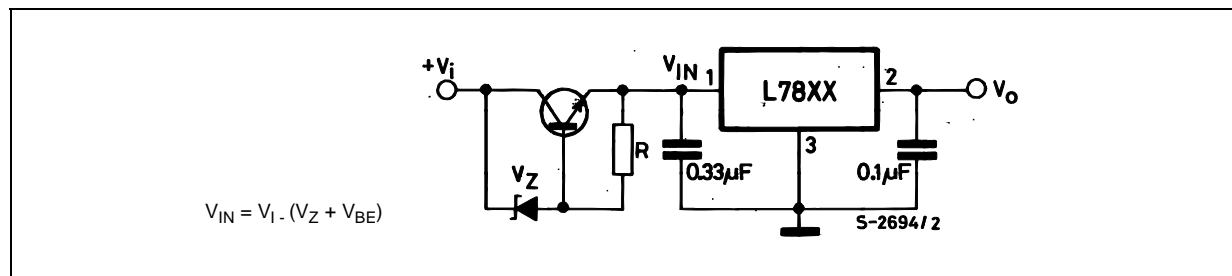 +Vi
VIN
1
L78XX
2
Vo
3
R
0.33µF
0.1µF
VZ
VIN = VI - (VZ + VBE)
S-2694/2